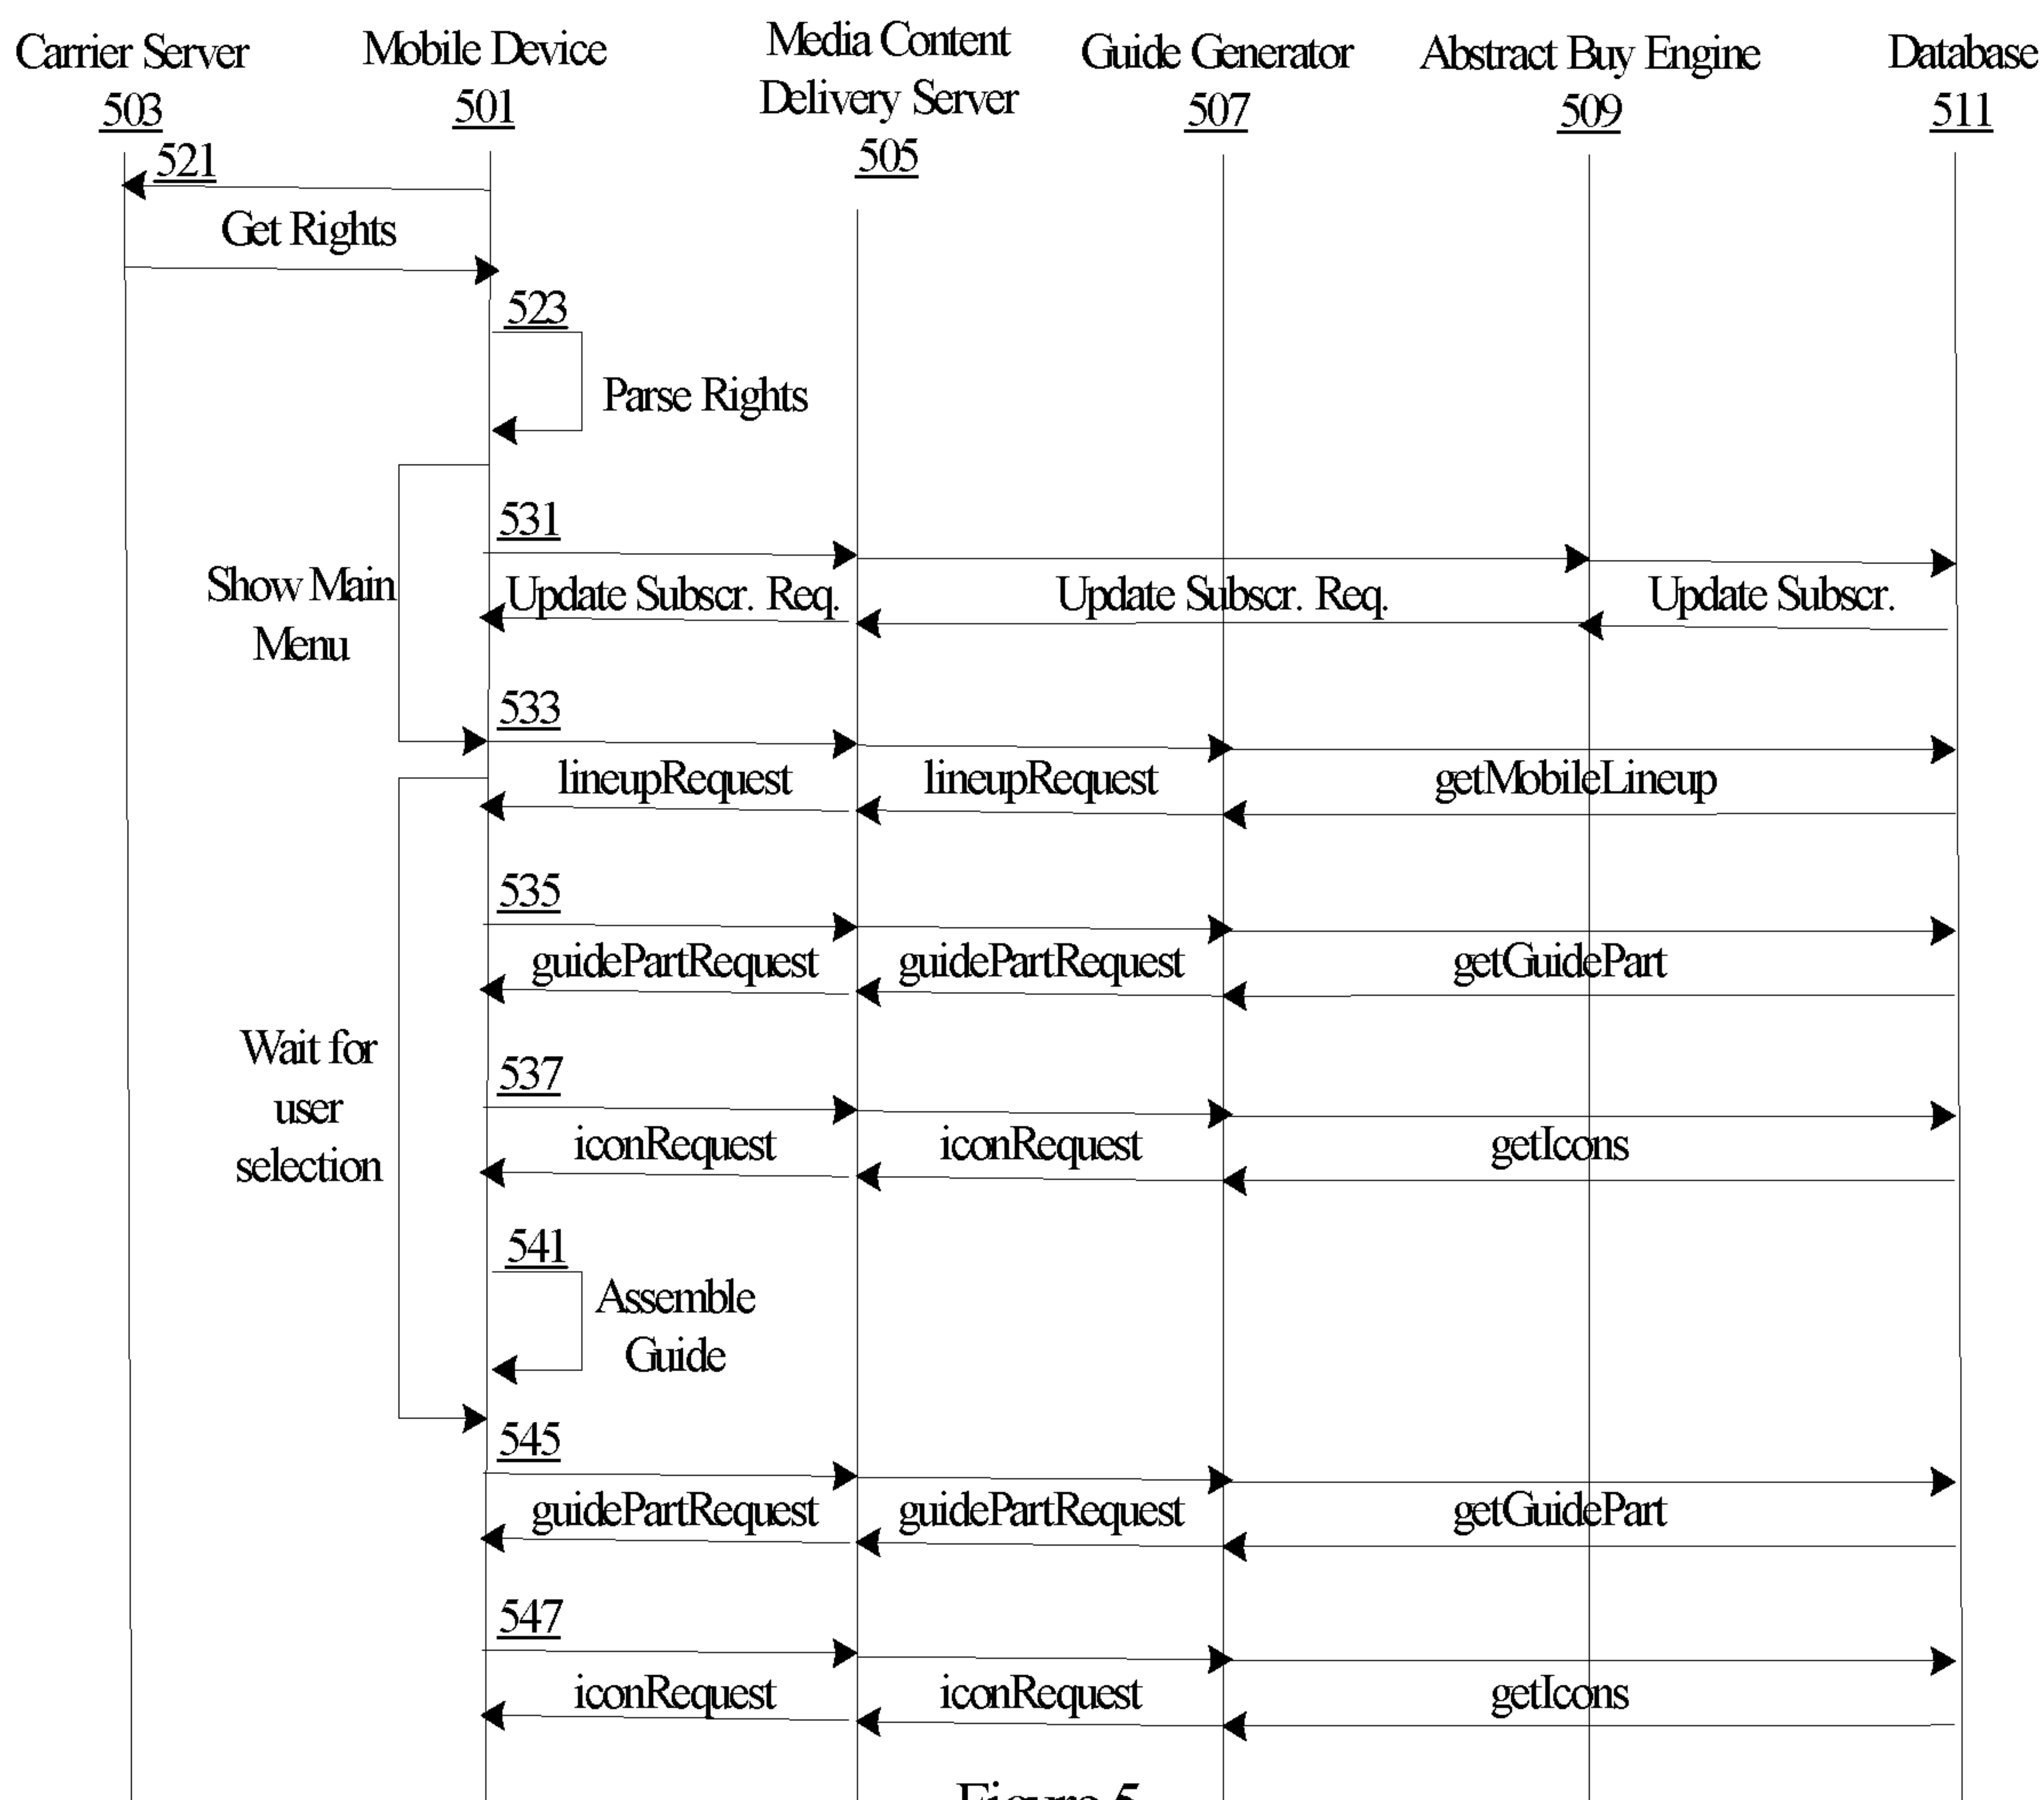 Carrier Server
503
Mobile Device
501
Media Content
Delivery Server
505
Guide Generator
507
Abstract Buy Engine
509
Database
511
521
Get Rights
523
Parse Rights
Show Main
Menu
531
Update Subscr. Req.
Update Subscr. Req.
Update Subscr.
533
lineupRequest
lineupRequest
getMobileLineup
Wait for
user
selection
535
guidePartRequest
guidePartRequest
getGuidePart
537
iconRequest
iconRequest
getIcons
541
Assemble
Guide
545
guidePartRequest
guidePartRequest
getGuidePart
547
iconRequest
iconRequest
getIcons
Figure 5